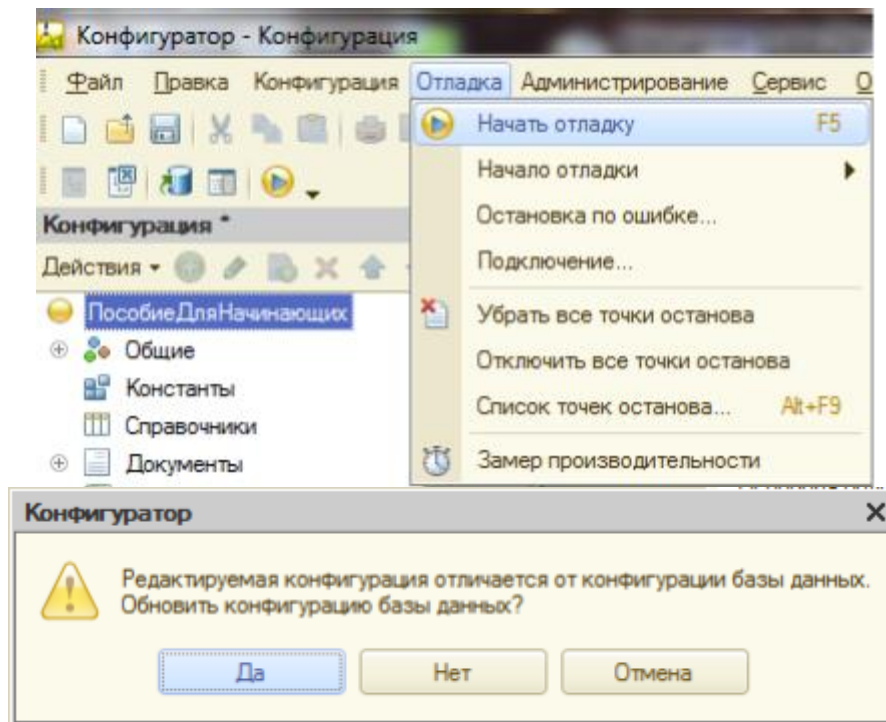 Конфигуратор - Конфигурация
Файл Правка Конфигурация Отладка Администрирование Сервис О
Начать отладку F5
Начало отладки
Конфигурация *
Остановка по ошибке...
Действия
Подключение...
ПособиеДляНачинающих
Убрать все точки останова
Общие
Отключить все точки останова
Константы
Список точек останова... Alt+F9
Справочники
Документы
Замер производительности
Конфигуратор
Редактируемая конфигурация отличается от конфигурации базы данных.
Обновить конфигурацию базы данных?
Да Нет Отмена